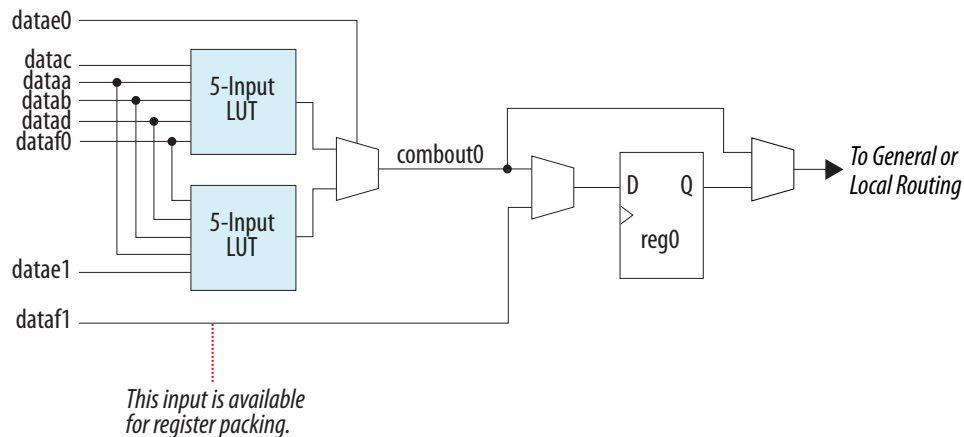 datae0
datac
dataa
datab
datad
dataf0
5-Input
LUT
combout0
D Q
reg0
To General or
Local Routing
5-Input
LUT
datae1
dataf1
This input is available
for register packing.